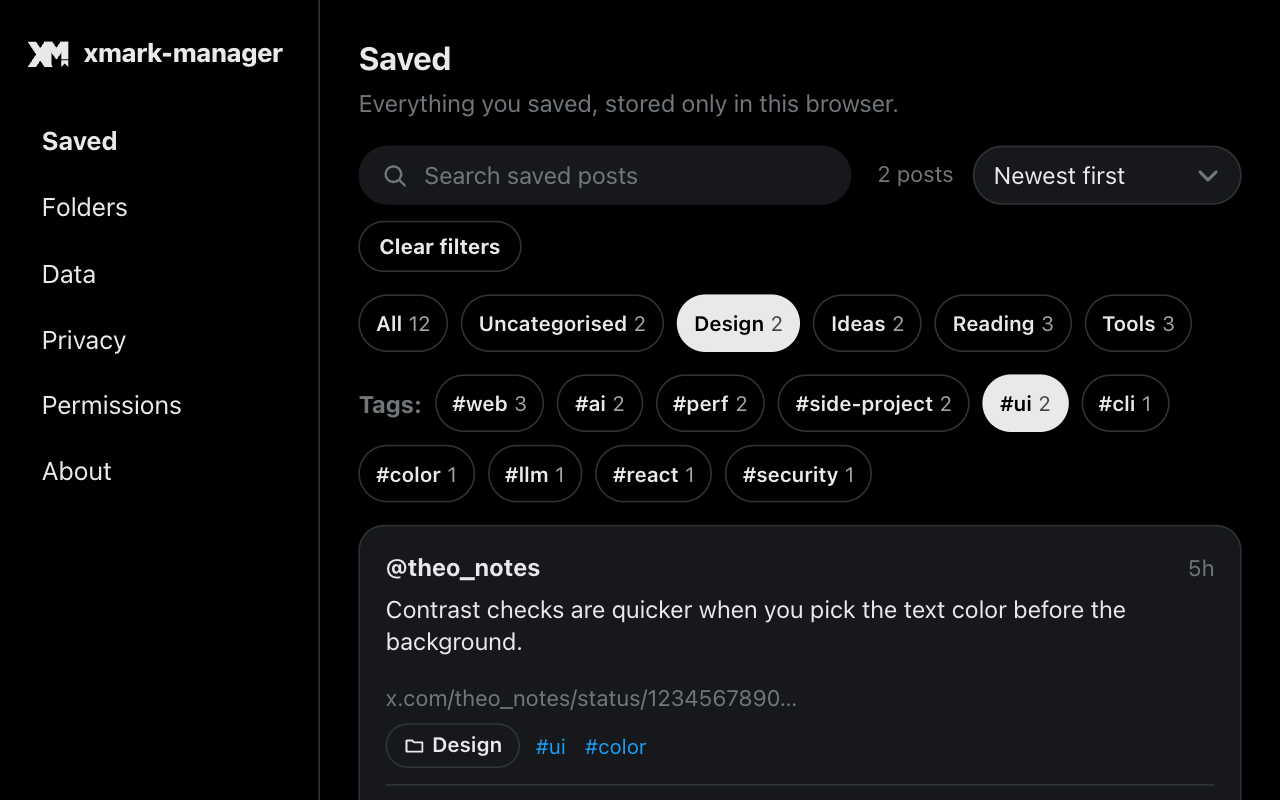 XM xmark-manager
Saved
Folders
Data
Privacy
Permissions
About
Saved
Everything you saved, stored only in this browser.
Search saved posts
2 posts
Newest first
Clear filters
All 12
Uncategorised 2
Design 2
Ideas 2
Reading 3
Tools 3
Tags: #web 3 #ai 2 #perf 2 #side-project 2 #ui 2 #cli 1
#color 1 #llm 1 #react 1 #security 1
@theo_notes
5h
Contrast checks are quicker when you pick the text color before the
background.
x.com/theo_notes/status/1234567890…
Design #ui #color